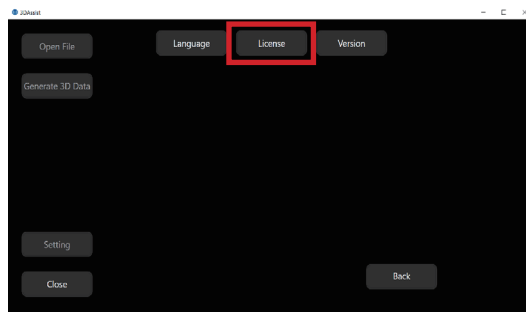 3DAssist
Open File
Language
License
Version
Generate 3D Data
Setting
Back
Close